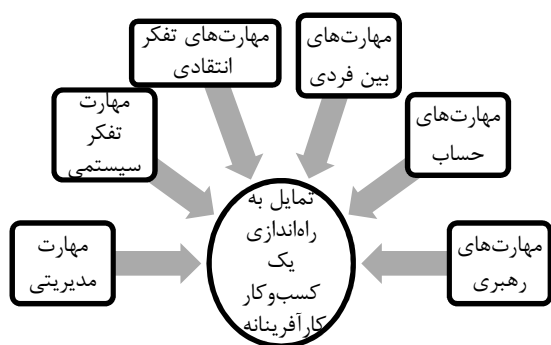 مهارت‌های تفکر
انتقادی
مهارت‌های
بین فردی
مهارت
تفکر
سیستمی
مهارت‌های
حساب
مهارت
مدیریتی
تمایل به
راه‌اندازی
یک
کسب‌وکار
کارآفرینانه
مهارت‌های
رهبری